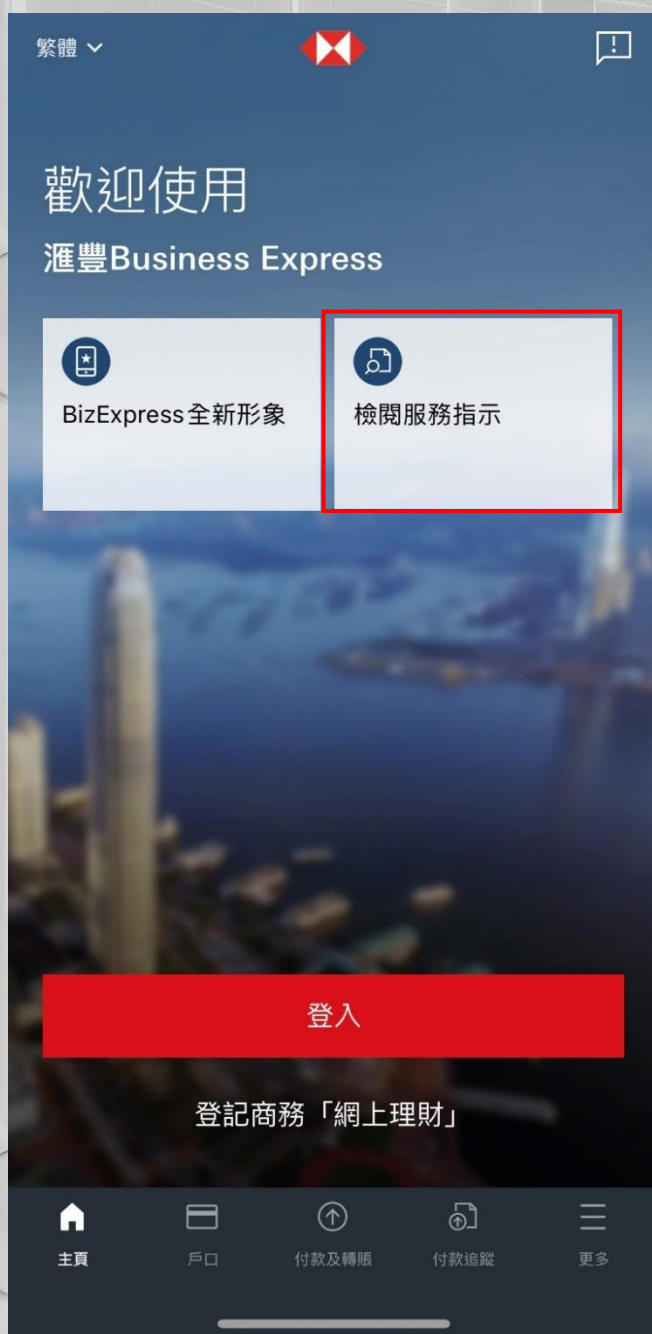 繁體
歡迎使用
滙豐Business Express
BizExpress全新形象
檢閱服務指示
登入
登記商務「網上理財」
主頁
戶口
付款及轉賬
付款追蹤
更多